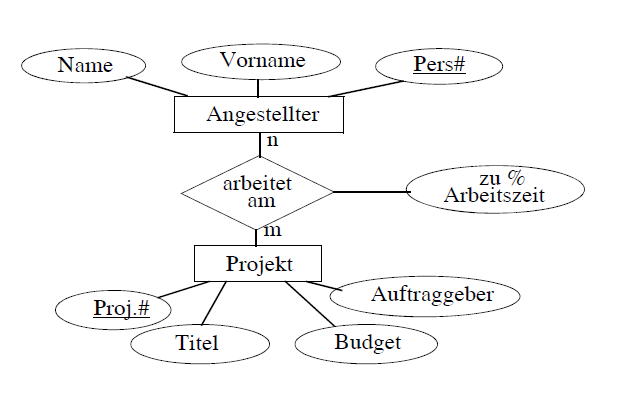 Name
Vorname
Pers#
Angestellter
n
arbeitet
am
zu %
Arbeitszeit
m
Projekt
Proj.#
Titel
Budget
Auftraggeber